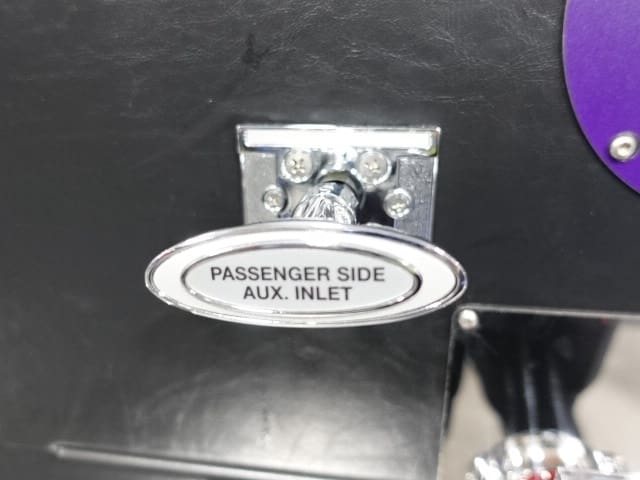 PASSENGER SIDE
AUX. INLET